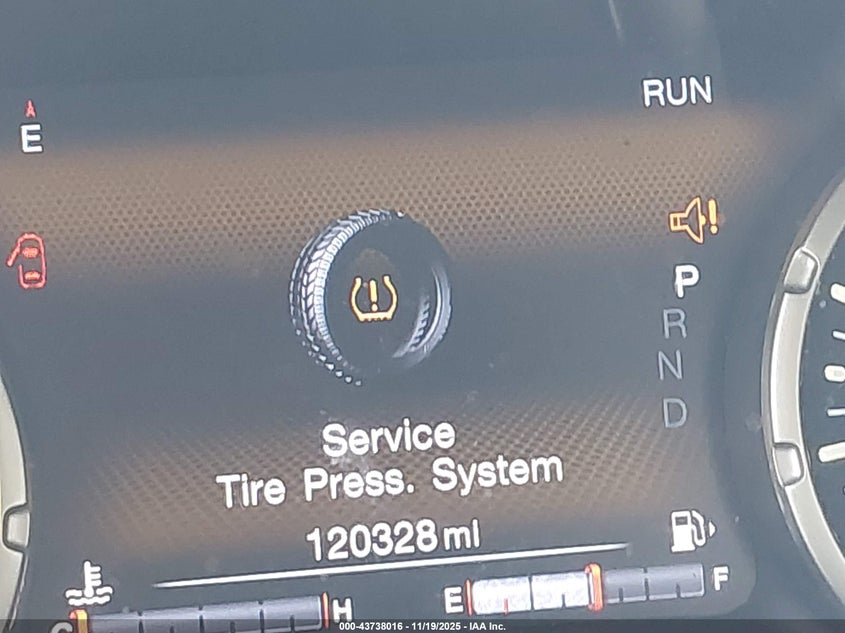 RUN
E
P
R
N
D
Service
Tire Press. System
120328 mi
E F
C H
000-43738016 - 11/19/2025 - IAA Inc.